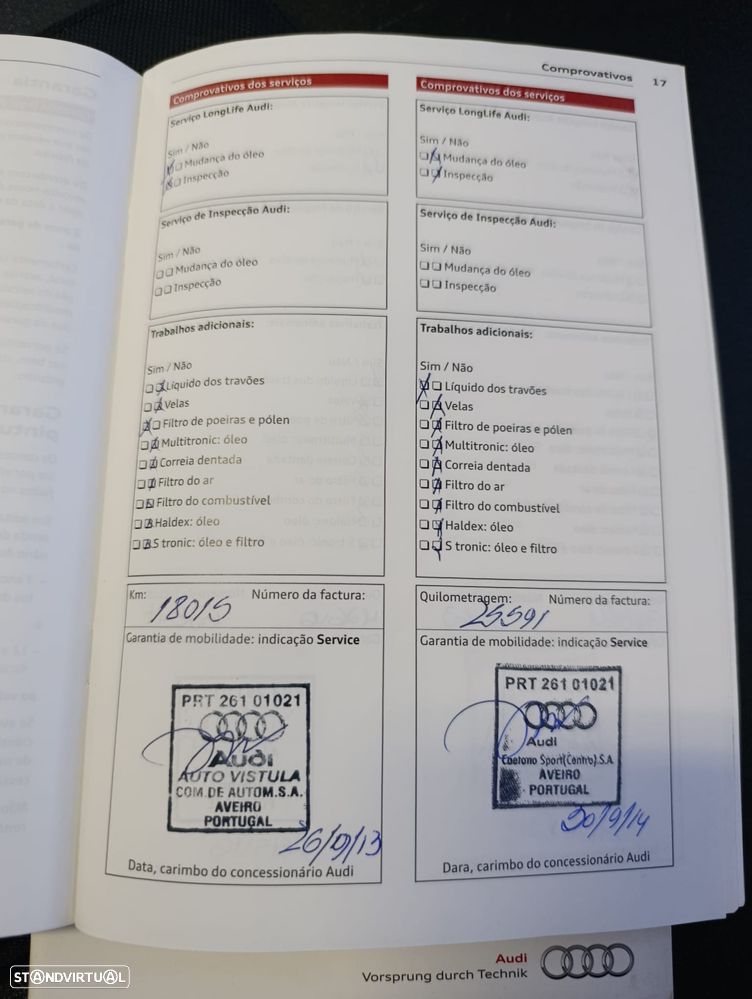 Comprovativos 17
Comprovativos dos serviços
Serviço LongLife Audi:
Sim / Não
Mudança do óleo
Inspecção
Serviço de Inspecção Audi:
Sim / Não
Mudança do óleo
Inspecção
Trabalhos adicionais:
Sim / Não
Líquido dos travões
Velas
Filtro de poeiras e pólen
Multitronic: óleo
Correia dentada
Filtro do ar
Filtro do combustível
Haldex: óleo
S tronic: óleo e filtro
Km: Número da factura:
18015
Garantia de mobilidade: indicação Service
PRT 261 01021
Audi
AUTO VISTULA
COM.DE AUTOM.S.A.
AVEIRO
PORTUGAL
26/9/13
Data, carimbo do concessionário Audi
Comprovativos dos serviços
Serviço LongLife Audi:
Sim / Não
Mudança do óleo
Inspecção
Serviço de Inspecção Audi:
Sim / Não
Mudança do óleo
Inspecção
Trabalhos adicionais:
Sim / Não
Líquido dos travões
Velas
Filtro de poeiras e pólen
Multitronic: óleo
Correia dentada
Filtro do ar
Filtro do combustível
Haldex: óleo
S tronic: óleo e filtro
Quilometragem: Número da factura:
25591
Garantia de mobilidade: indicação Service
PRT 261 01021
Audi
Caetano Sport(Centro).S.A.
AVEIRO
PORTUGAL
30/9/14
Dara, carimbo do concessionário Audi
Audi
Vorsprung durch Technik
STANDVIRTUAL